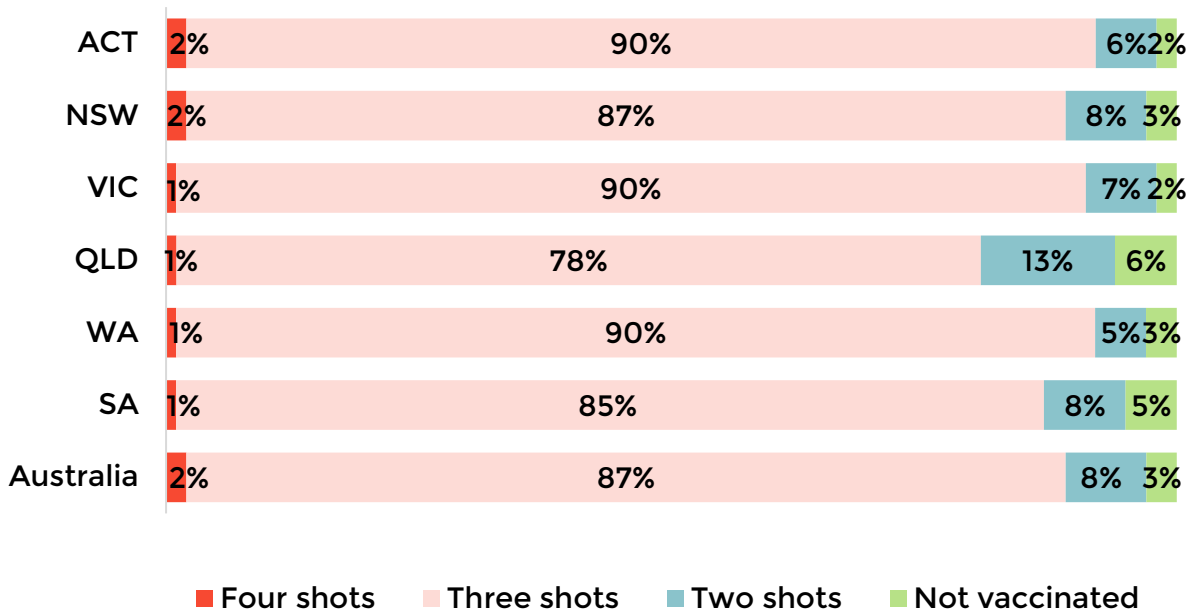 ACT 2% 90% 6% 2%
NSW 2% 87% 8% 3%
VIC 1% 90% 7% 2%
QLD 1% 78% 13% 6%
WA 1% 90% 5% 3%
SA 1% 85% 8% 5%
Australia 2% 87% 8% 3%
Four shots Three shots Two shots Not vaccinated